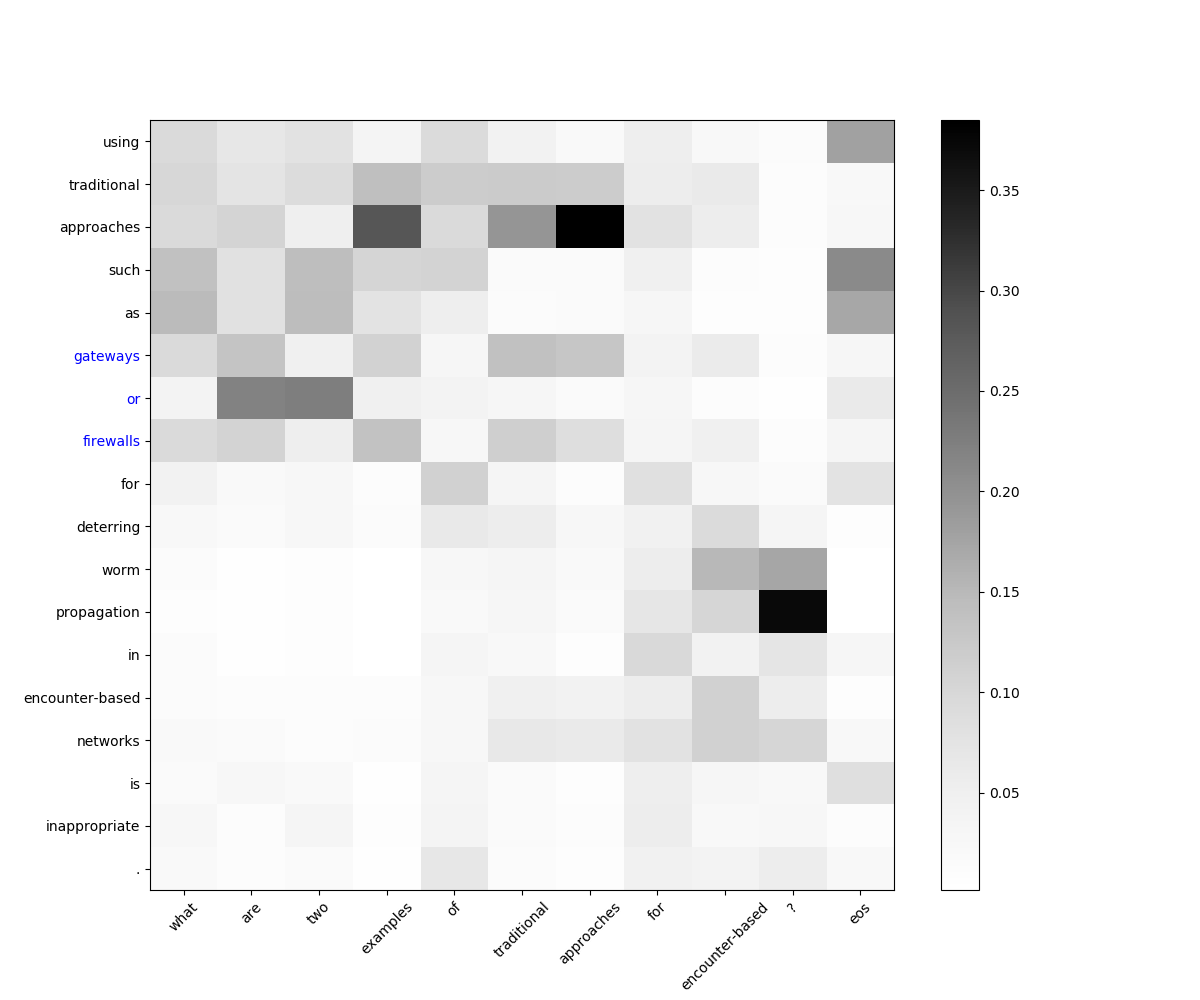 using
traditional
approaches
such
as
gateways
or
firewalls
for
deterring
worm
propagation
in
encounter-based
networks
is
inappropriate
.
what
are
two
examples
of
traditional
approaches
for
encounter-based
?
eos
0.35
0.30
0.25
0.20
0.15
0.10
0.05